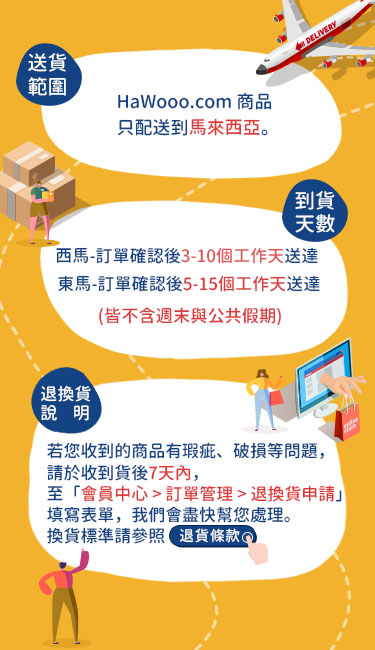 DELIVERY
送貨
範圍
HaWooo.com 商品
只配送到馬來西亞。
到貨
天數
西馬-訂單確認後3-10個工作天送達
東馬-訂單確認後5-15個工作天送達
(皆不含週末與公共假期)
退換貨
說 明
若您收到的商品有瑕疵、破損等問題，
請於收到貨後7天內，
至「會員中心 > 訂單管理 > 退換貨申請」
填寫表單，我們會盡快幫您處理。
換貨標準請參照 退貨條款